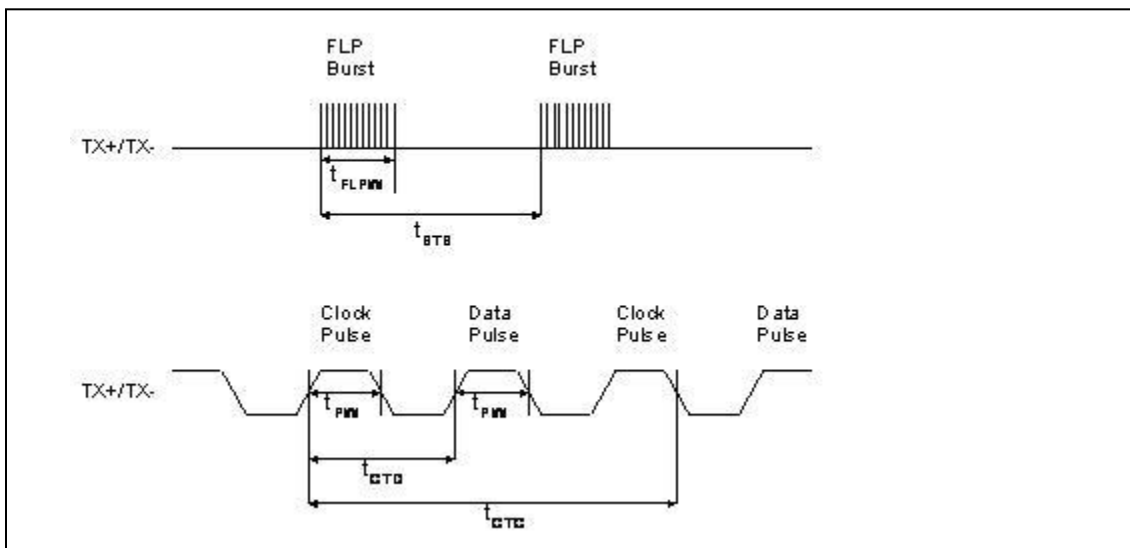 FLP
Burst
FLP
Burst
TX+/TX-
t FLPW
t BTB
Clock
Pulse
Data
Pulse
Clock
Pulse
Data
Pulse
TX+/TX-
t PW
t PW
t CTD
t CTC